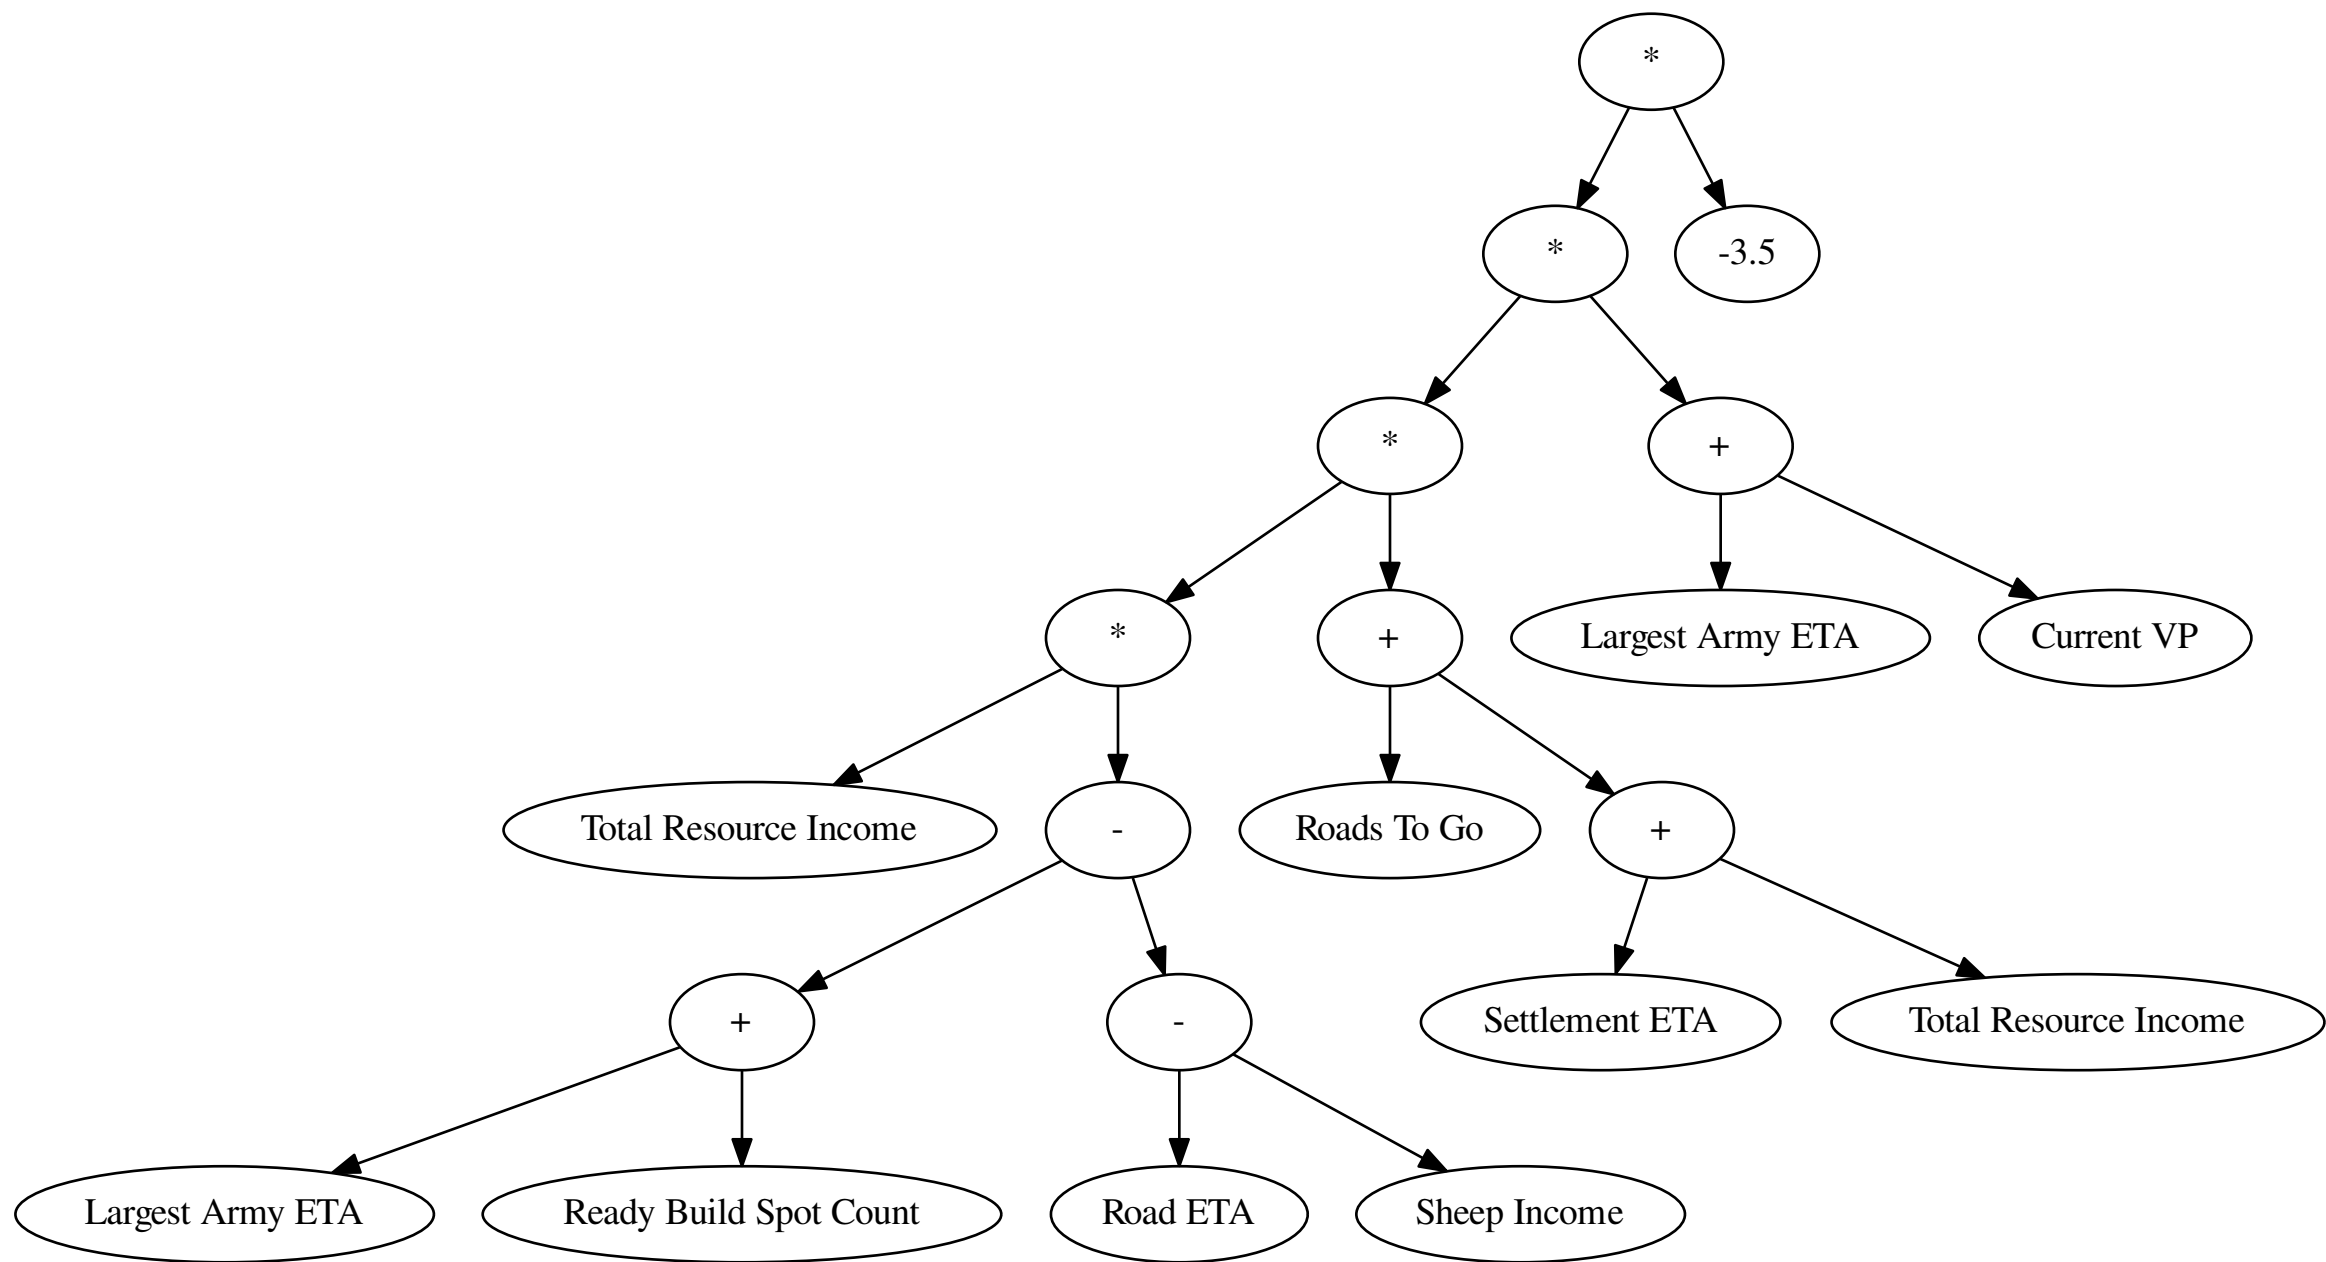 *
*
-3.5
*
+
*
+
Largest Army ETA
Current VP
Total Resource Income
-
Roads To Go
+
+
-
Settlement ETA
Total Resource Income
Largest Army ETA
Ready Build Spot Count
Road ETA
Sheep Income